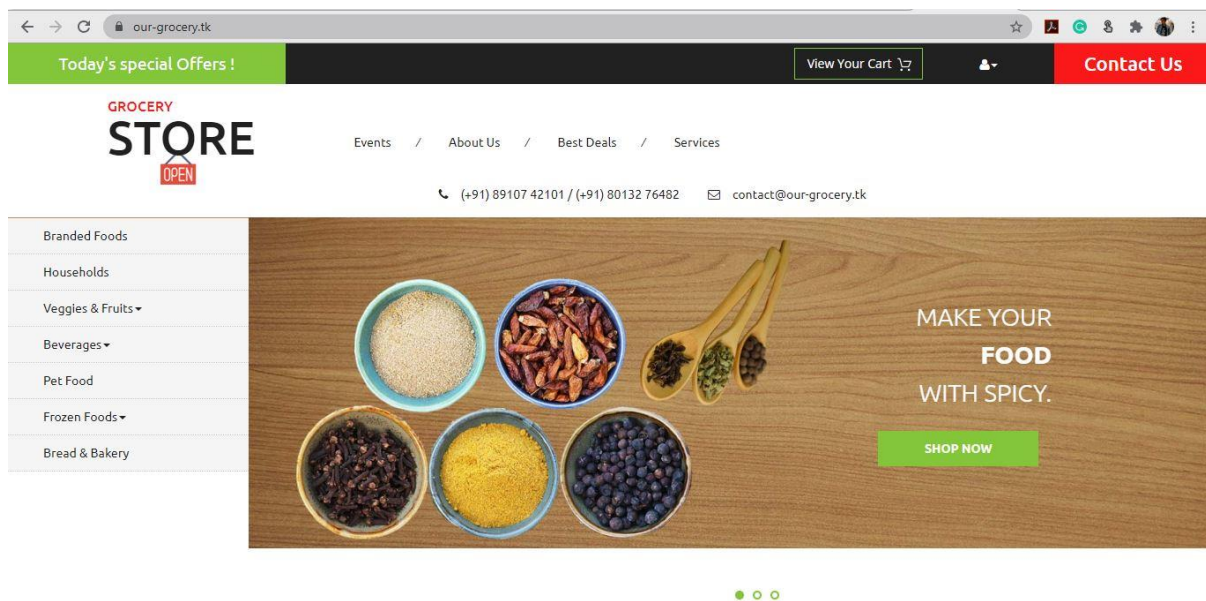 our-grocery.tk
Today's special Offers !
View Your Cart
Contact Us
GROCERY
STORE
OPEN
Events / About Us / Best Deals / Services
(+91) 89107 42101 / (+91) 80132 76482 contact@our-grocery.tk
Branded Foods
Households
Veggies & Fruits
Beverages
Pet Food
Frozen Foods
Bread & Bakery
MAKE YOUR
FOOD
WITH SPICY.
SHOP NOW